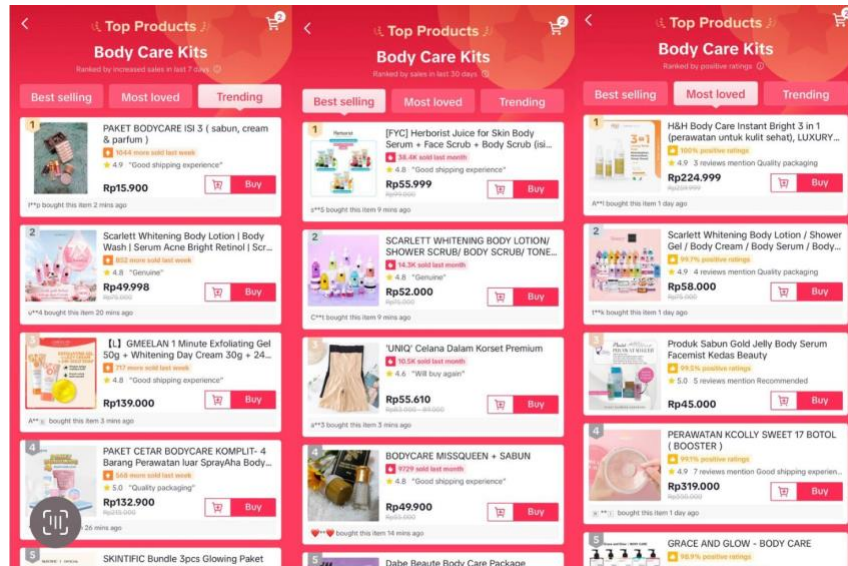 Top Products
Body Care Kits
Ranked by increased sales in last 7 days
Best selling
Most loved
Trending
1
PAKET BODYCARE ISI 3 ( sabun, cream
& parfum )
1044 more sold last week
4.9 "Good shipping experience"
Rp15.900
Buy
I**p bought this item 2 mins ago
2
Scarlett Whitening Body Lotion | Body
Wash | Serum Acne Bright Retinol | Scr...
802 more sold last week
4.8 "Genuine"
Rp49.998
Rp75.000
Buy
u**4 bought this item 20 mins ago
3
【L】GMEELAN 1 Minute Exfoliating Gel
50g + Whitening Day Cream 30g + 24...
717 more sold last week
4.8 "Good shipping experience"
Rp139.000
Buy
bought this item 3 mins ago
4
PAKET CETAR BODYCARE KOMPLIT- 4
Barang Perawatan luar SprayAha Body...
568 more sold last week
5.0 "Quality packaging"
Rp132.900
Buy
26 mins ago
5
SKINTIFIC Bundle 3pcs Glowing Paket
2
Top Products
Body Care Kits
Ranked by sales in last 30 days
Best selling
Most loved
Trending
1
[FYC] Herborist Juice for Skin Body
Serum + Face Scrub + Body Scrub (isi...
38.4K sold last month
4.8 "Good shipping experience"
Rp55.999
Buy
s**5 bought this item 9 mins ago
2
SCARLETT WHITENING BODY LOTION/
SHOWER SCRUB/ BODY SCRUB/ TONE...
14.3K sold last month
4.8 "Genuine"
Rp52.000
Rp75.000
Buy
C**t bought this item 9 mins ago
3
'UNIQ' Celana Dalam Korset Premium
10.5K sold last month
4.6 "Will buy again"
Rp55.610
Buy
a**3 bought this item 3 mins ago
4
BODYCARE MISSQUEEN + SABUN
9729 sold last month
4.8 "Good shipping experience"
Rp49.900
Buy
bought this item 14 mins ago
5
Dabe Beaute Body Care Package
2
Top Products
Body Care Kits
Ranked by positive ratings
Best selling
Most loved
Trending
1
H&H Body Care Instant Bright 3 in 1
(perawatan untuk kulit sehat), LUXURY...
100% positive ratings
4.9 3 reviews mention Quality packaging
Rp224.999
Buy
A**l bought this item 1 day ago
2
Scarlett Whitening Body Lotion / Shower
Gel / Body Cream / Body Serum / Body...
99.7% positive ratings
4.9 4 reviews mention Quality packaging
Rp58.000
Rp75.000
Buy
t**k bought this item 1 day ago
3
Produk Sabun Gold Jelly Body Serum
Facemist Kedas Beauty
99.5% positive ratings
5.0 5 reviews mention Recommended
Rp45.000
Buy
4
PERAWATAN KCOLLY SWEET 17 BOTOL
( BOOSTER )
99.1% positive ratings
4.9 7 reviews mention Good shipping experien...
Rp319.000
Buy
bought this item 1 day ago
5
GRACE AND GLOW - BODY CARE
98.9% positive ratings
2